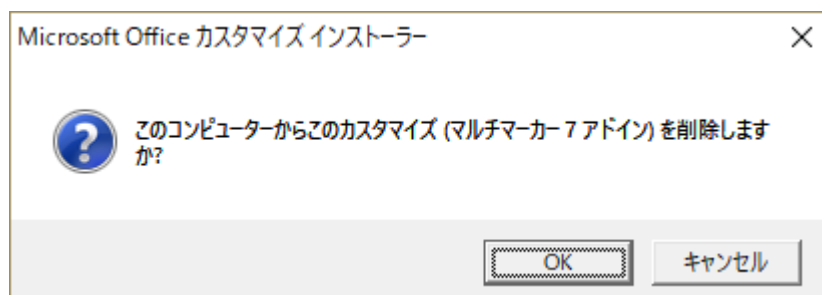 Microsoft Office カスタマイズ インストーラー
このコンピューターからこのカスタマイズ (マルチマーカー 7 アドイン) を削除します
か?
OK
キャンセル